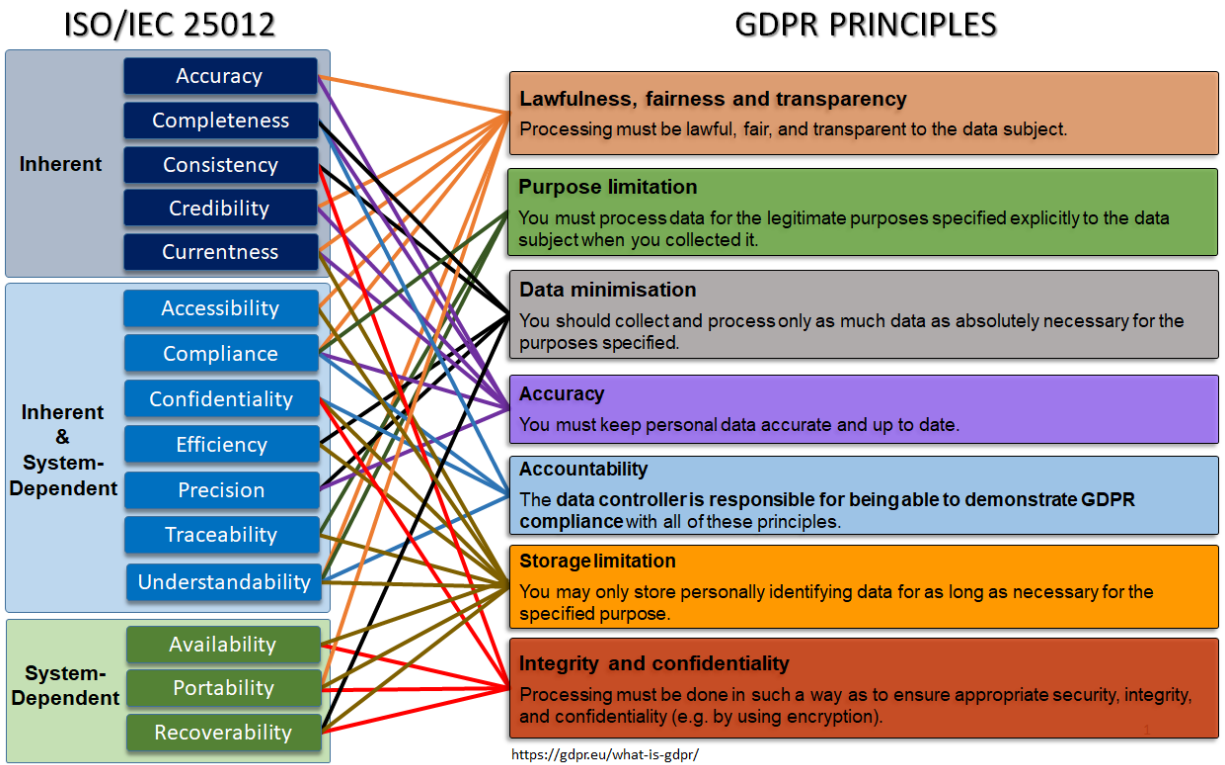 ISO/IEC 25012
GDPR PRINCIPLES
Inherent
Accuracy
Completeness
Consistency
Credibility
Currentness
Inherent
&
System-
Dependent
Accessibility
Compliance
Confidentiality
Efficiency
Precision
Traceability
Understandability
System-
Dependent
Availability
Portability
Recoverability
Lawfulness, fairness and transparency
Processing must be lawful, fair, and transparent to the data subject.
Purpose limitation
You must process data for the legitimate purposes specified explicitly to the data
subject when you collected it.
Data minimisation
You should collect and process only as much data as absolutely necessary for the
purposes specified.
Accuracy
You must keep personal data accurate and up to date.
Accountability
The data controller is responsible for being able to demonstrate GDPR
compliance with all of these principles.
Storage limitation
You may only store personally identifying data for as long as necessary for the
specified purpose.
Integrity and confidentiality
Processing must be done in such a way as to ensure appropriate security, integrity,
and confidentiality (e.g. by using encryption).
1
https://gdpr.eu/what-is-gdpr/